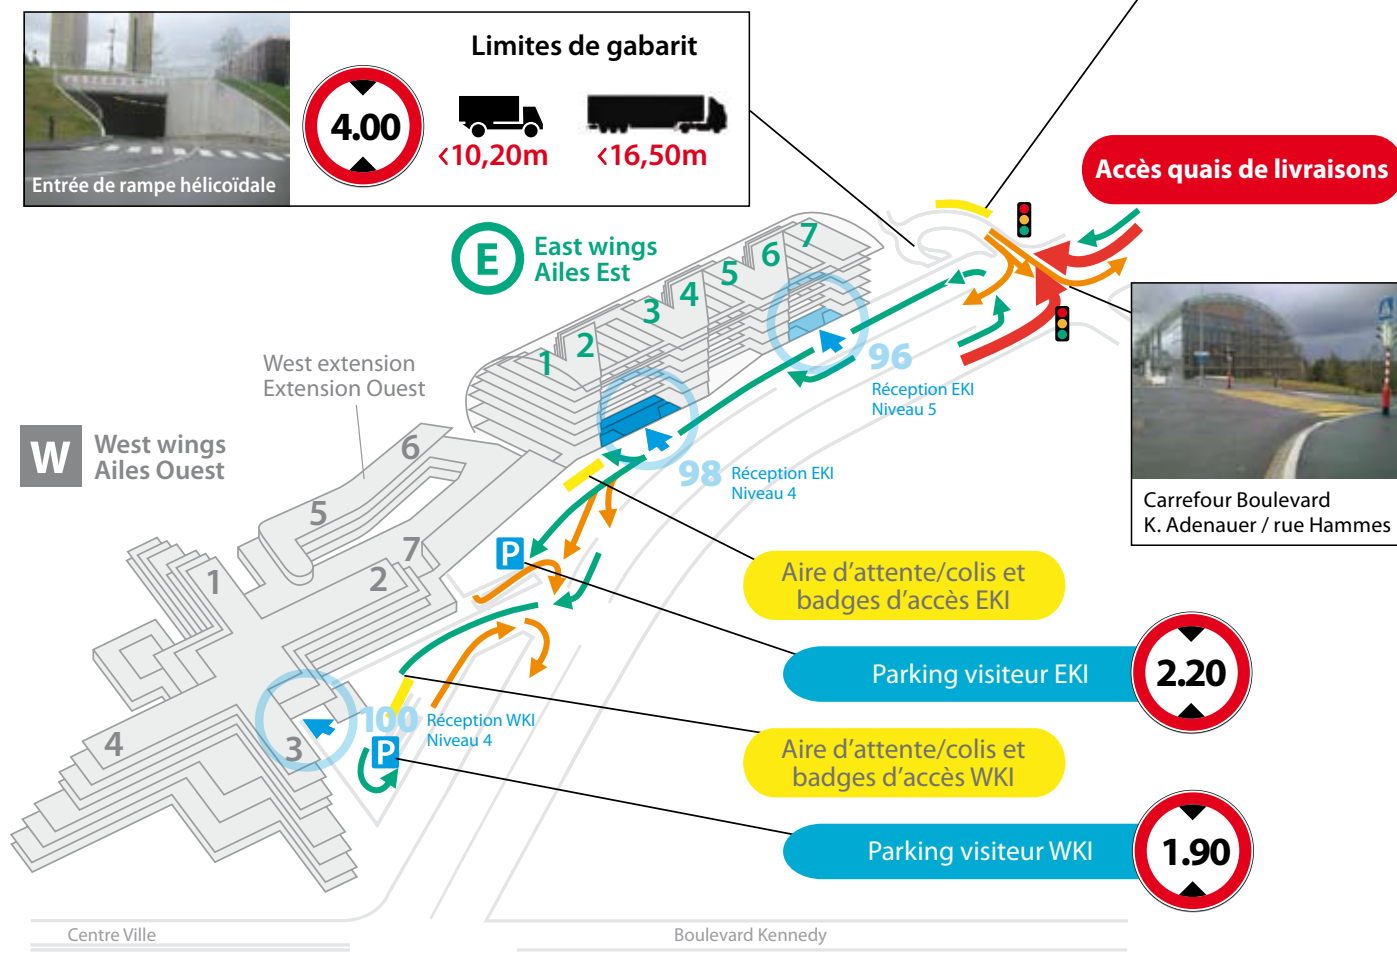 Limites de gabarit
4.00
<10,20m
<16,50m
Entrée de rampe hélicoïdale
Accès quais de livraisons
E
East wings
Ailes Est
1
2
3
4
5
6
7
96
Réception EKI
Niveau 5
West extension
Extension Ouest
W
West wings
Ailes Ouest
6
5
7
2
1
4
3
98
Réception EKI
Niveau 4
Carrefour Boulevard
K. Adenauer / rue Hammes
P
Aire d'attente/colis et
badges d'accès EKI
Parking visiteur EKI
2.20
100
Réception WKI
Niveau 4
P
Aire d'attente/colis et
badges d'accès WKI
Parking visiteur WKI
1.90
Centre Ville
Boulevard Kennedy